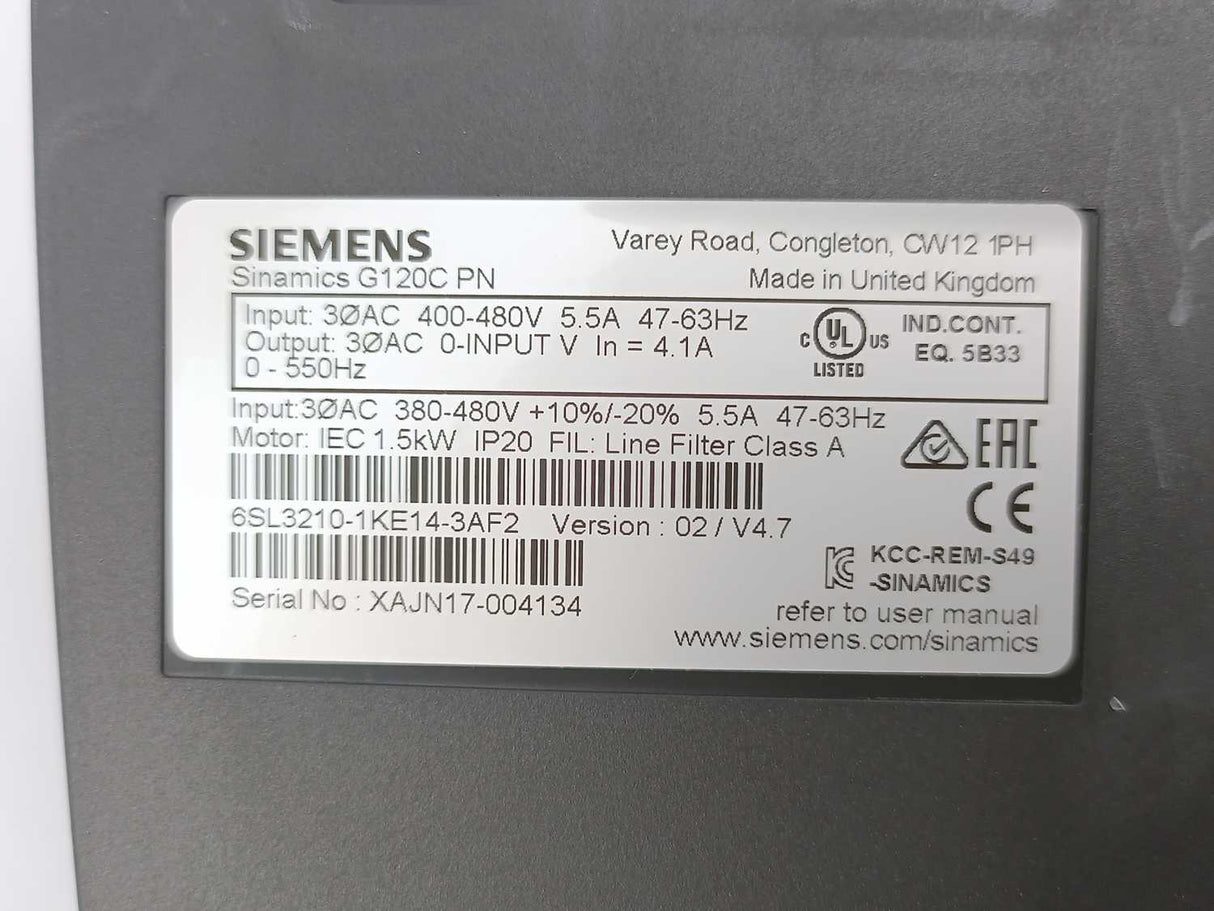 SIEMENS
Varey Road, Congleton, CW12 1PH
Sinamics G120C PN
Made in United Kingdom
Input: 3ØAC 400-480V 5.5A 47-63Hz
Output: 3ØAC 0-INPUT V In = 4.1A
0 - 550Hz
C UL US
LISTED
IND.CONT.
EQ. 5B33
Input:3ØAC 380-480V +10%/-20% 5.5A 47-63Hz
Motor: IEC 1.5kW IP20 FIL: Line Filter Class A
EAC
CE
6SL3210-1KE14-3AF2 Version : 02 / V4.7
KCC-REM-S49
-SINAMICS
Serial No : XAJN17-004134
refer to user manual
www.siemens.com/sinamics